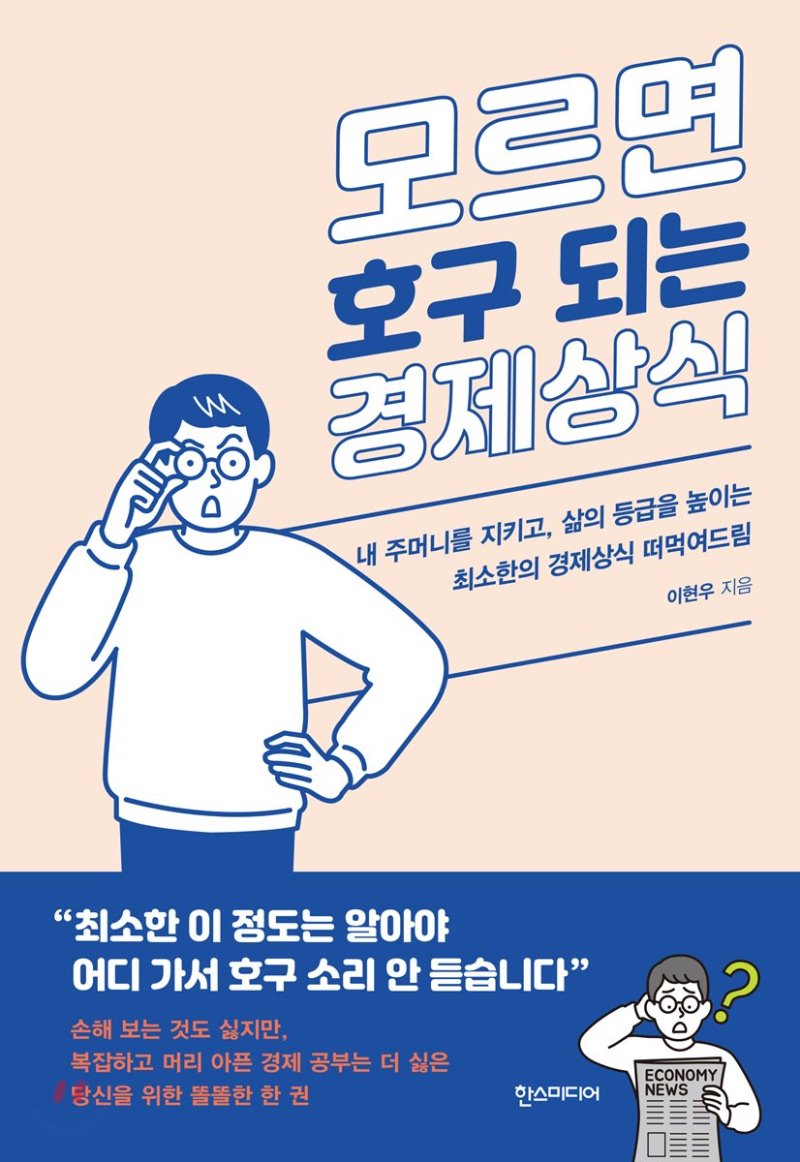 모르면
호구 되는
경제상식
내 주머니를 지키고, 삶의 등급을 높이는
최소한의 경제상식 떠먹여드림
이현우 지음
“최소한 이 정도는 알아야
어디 가서 호구 소리 안 듣습니다”
손해 보는 것도 싫지만,
복잡하고 머리 아픈 경제 공부는 더 싫은
당신을 위한 똘똘한 한 권
한스미디어
?
ECONOMY
NEWS